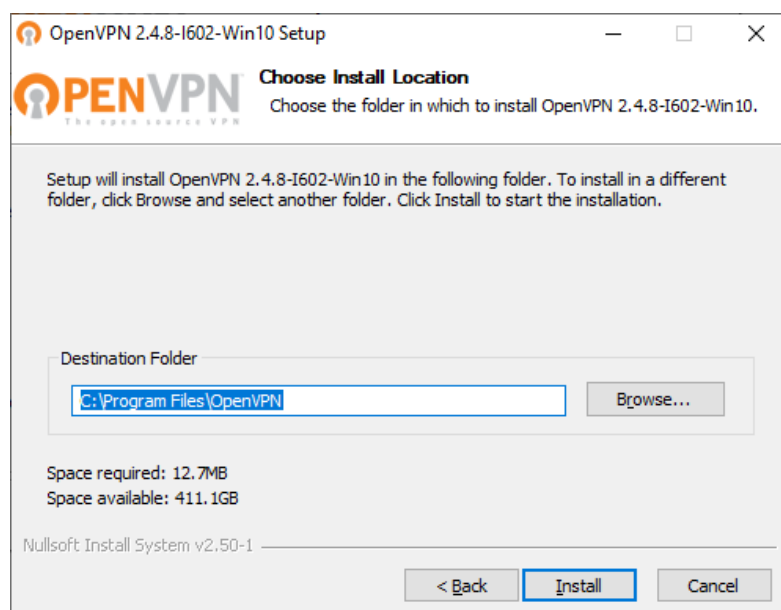 OpenVPN 2.4.8-I602-Win10 Setup
OPENVPN
The open source VPN
Choose Install Location
Choose the folder in which to install OpenVPN 2.4.8-I602-Win10.
Setup will install OpenVPN 2.4.8-I602-Win10 in the following folder. To install in a different
folder, click Browse and select another folder. Click Install to start the installation.
Destination Folder
C:\Program Files\OpenVPN
Browse...
Space required: 12.7MB
Space available: 411.1GB
Nullsoft Install System v2.50-1
< Back
Install
Cancel